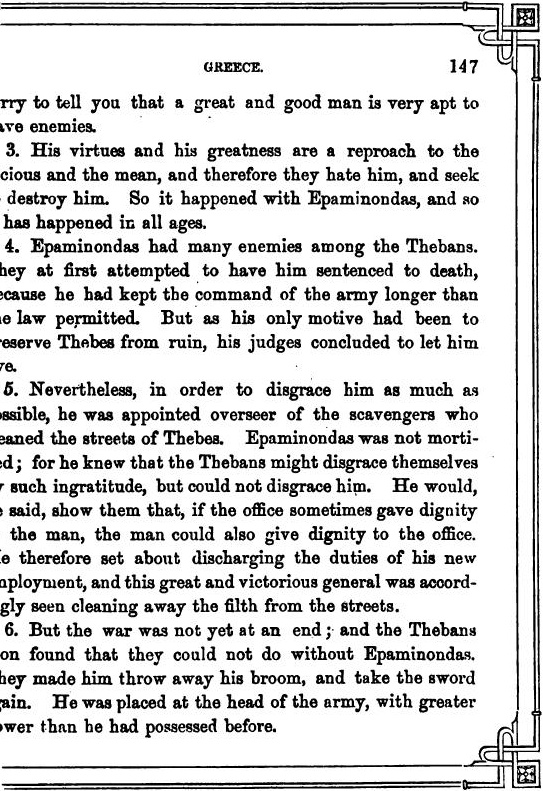 GREECE. 147
rry to tell you that a great and good man is very apt to
ave enemies.
3. His virtues and his greatness are a reproach to the
cious and the mean, and therefore they hate him, and seek
destroy him. So it happened with Epaminondas, and so
has happened in all ages.
4. Epaminondas had many enemies among the Thebans.
hey at first attempted to have him sentenced to death,
ecause he had kept the command of the army longer than
he law permitted. But as his only motive had been to
reserve Thebes from ruin, his judges concluded to let him
ve.
5. Nevertheless, in order to disgrace him as much as
ossible, he was appointed overseer of the scavengers who
eaned the streets of Thebes. Epaminondas was not morti-
ed; for he knew that the Thebans might disgrace themselves
y such ingratitude, but could not disgrace him. He would,
e said, show them that, if the office sometimes gave dignity
the man, the man could also give dignity to the office.
e therefore set about discharging the duties of his new
mployment, and this great and victorious general was accord-
gly seen cleaning away the filth from the streets.
6. But the war was not yet at an end; and the Thebans
on found that they could not do without Epaminondas.
hey made him throw away his broom, and take the sword
gain. He was placed at the head of the army, with greater
ower than he had possessed before.